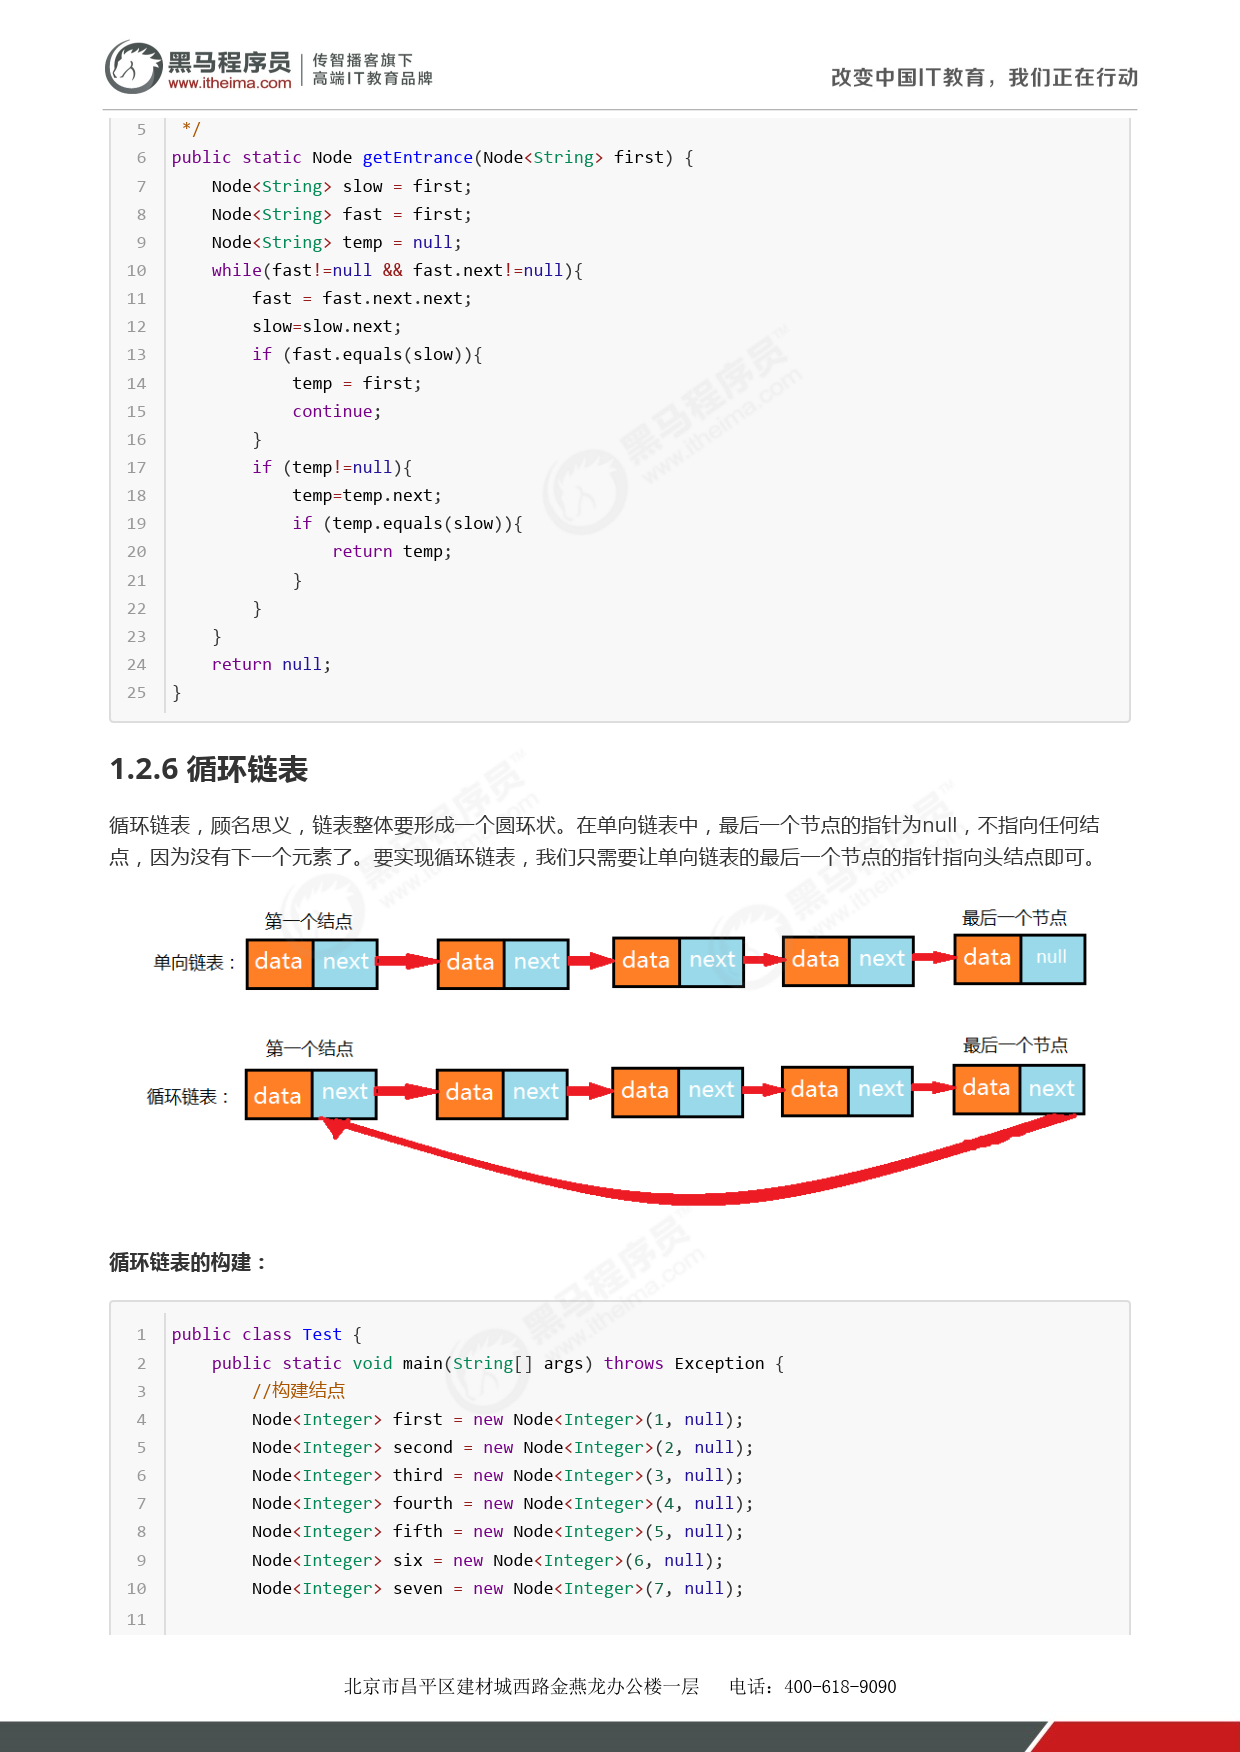 黑马程序员 传智播客旗下
www.itheima.com 高端IT教育品牌
改变中国IT教育，我们正在行动
5  */
6 public static Node getEntrance(Node<String> first) {
7     Node<String> slow = first;
8     Node<String> fast = first;
9     Node<String> temp = null;
10     while(fast!=null && fast.next!=null){
11         fast = fast.next.next;
12         slow=slow.next;
13         if (fast.equals(slow)){
14             temp = first;
15             continue;
16         }
17         if (temp!=null){
18             temp=temp.next;
19             if (temp.equals(slow)){
20                 return temp;
21             }
22         }
23     }
24     return null;
25 }
1.2.6 循环链表
循环链表，顾名思义，链表整体要形成一个圆环状。在单向链表中，最后一个节点的指针为null，不指向任何结
点，因为没有下一个元素了。要实现循环链表，我们只需要让单向链表的最后一个节点的指针指向头结点即可。
第一个结点 最后一个节点
单向链表： data next data next data next data next data null
第一个结点 最后一个节点
循环链表： data next data next data next data next data next
循环链表的构建：
1 public class Test {
2     public static void main(String[] args) throws Exception {
3         //构建结点
4         Node<Integer> first = new Node<Integer>(1, null);
5         Node<Integer> second = new Node<Integer>(2, null);
6         Node<Integer> third = new Node<Integer>(3, null);
7         Node<Integer> fourth = new Node<Integer>(4, null);
8         Node<Integer> fifth = new Node<Integer>(5, null);
9         Node<Integer> six = new Node<Integer>(6, null);
10         Node<Integer> seven = new Node<Integer>(7, null);
11
北京市昌平区建材城西路金燕龙办公楼一层 电话：400-618-9090